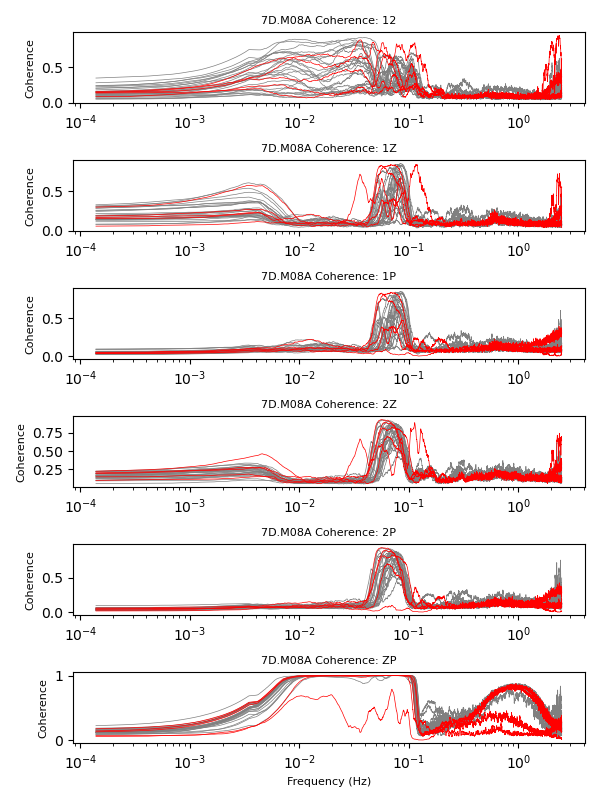 7D.M08A Coherence: 12
Coherence
0.5
0.0
10⁻⁴ 10⁻³ 10⁻² 10⁻¹ 10⁰
7D.M08A Coherence: 1Z
Coherence
0.5
0.0
10⁻⁴ 10⁻³ 10⁻² 10⁻¹ 10⁰
7D.M08A Coherence: 1P
Coherence
0.5
0.0
10⁻⁴ 10⁻³ 10⁻² 10⁻¹ 10⁰
7D.M08A Coherence: 2Z
Coherence
0.75
0.50
0.25
10⁻⁴ 10⁻³ 10⁻² 10⁻¹ 10⁰
7D.M08A Coherence: 2P
Coherence
0.5
0.0
10⁻⁴ 10⁻³ 10⁻² 10⁻¹ 10⁰
7D.M08A Coherence: ZP
Coherence
1
0
10⁻⁴ 10⁻³ 10⁻² 10⁻¹ 10⁰
Frequency (Hz)